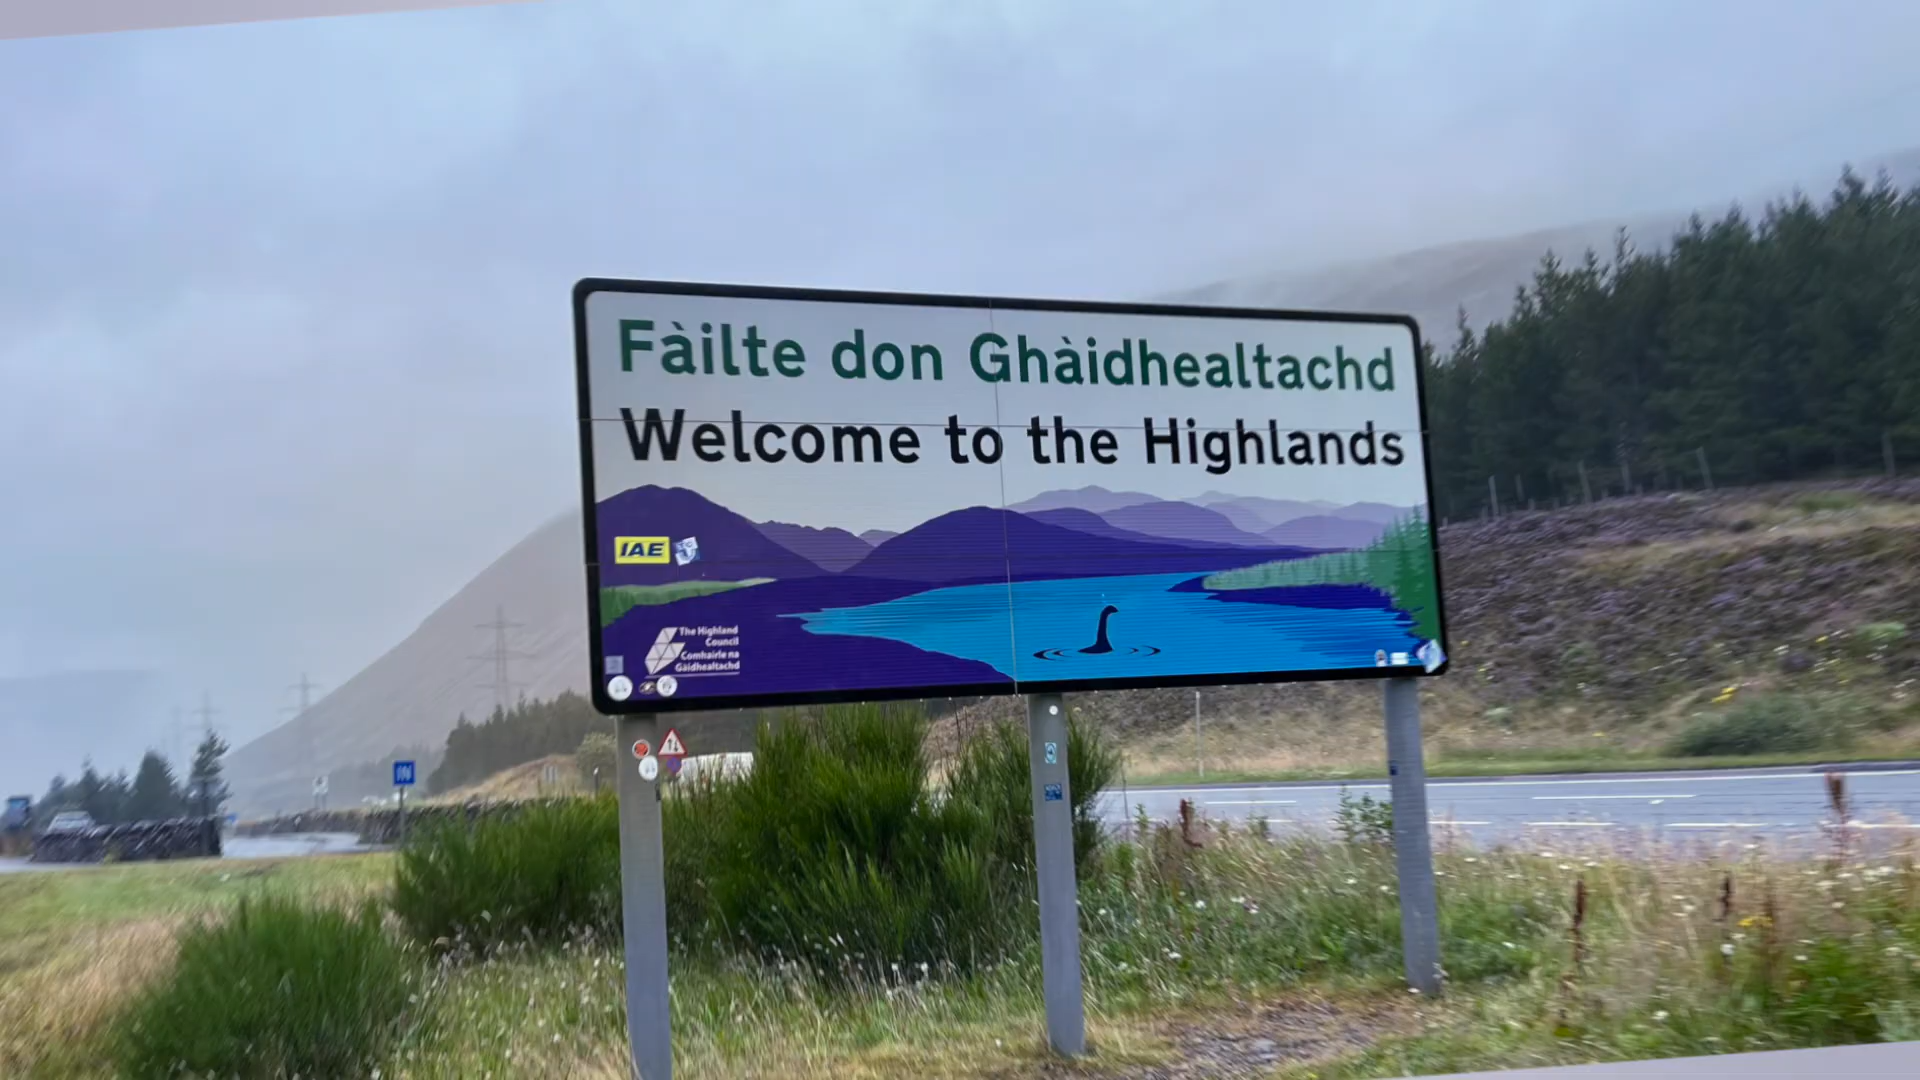 Fàilte don Ghàidhealtachd
Welcome to the Highlands
IAE
The Highland
Council
Comhairle na
Gàidhealtachd